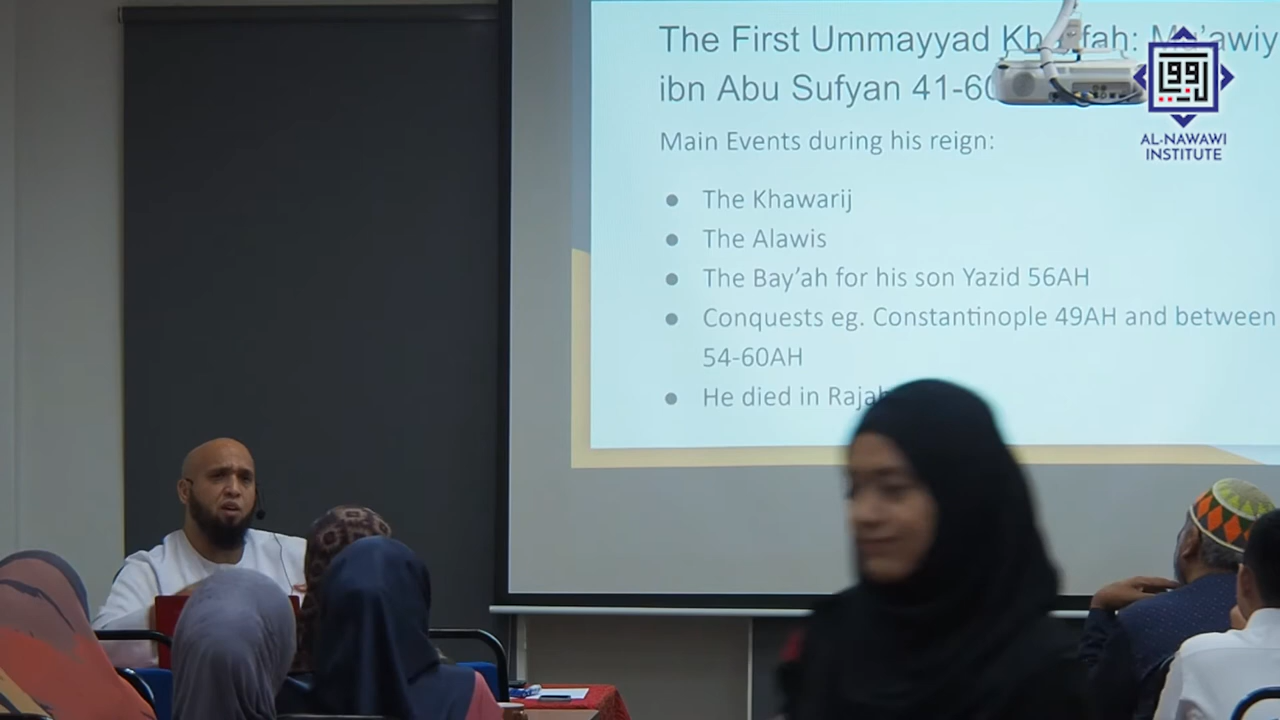 The First Ummayyad
ibn Abu Sufyan 41-60
Main Events during his reign:
● The Khawarij
● The Alawis
● The Bay’ah for his son Yazid 56AH
● Conquests eg. Constantinople 49AH and between
54-60AH
● He died in Rajab
AL-NAWAWI
INSTITUTE